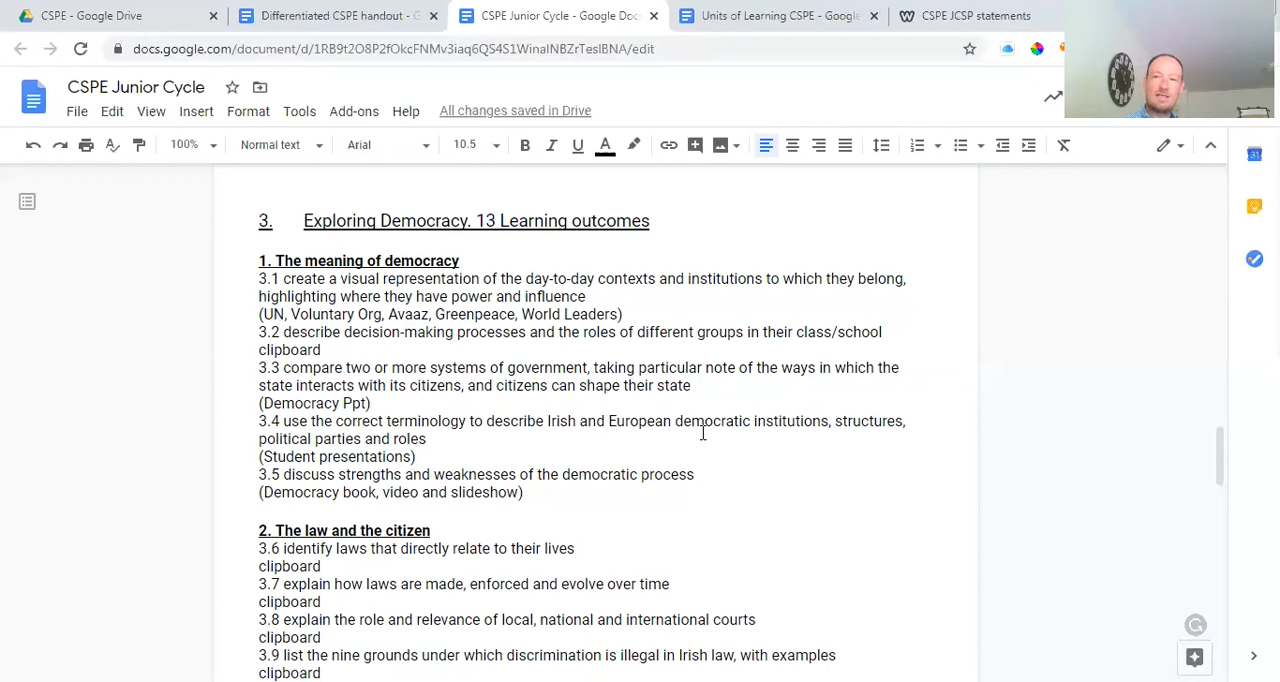 CSPE - Google Drive
Differentiated CSPE handout - G
CSPE Junior Cycle - Google Doc
Units of Learning CSPE - Google
CSPE JCSP statements
docs.google.com/document/d/1RB9t2O8P2fOkcFNMv3iaq6QS4S1WinaINBZrTeslBNA/edit
CSPE Junior Cycle
File Edit View Insert Format Tools Add-ons Help All changes saved in Drive
100% Normal text Arial 10.5 B I U A
31
3. Exploring Democracy. 13 Learning outcomes
1. The meaning of democracy
3.1 create a visual representation of the day-to-day contexts and institutions to which they belong,
highlighting where they have power and influence
(UN, Voluntary Org, Avaaz, Greenpeace, World Leaders)
3.2 describe decision-making processes and the roles of different groups in their class/school
clipboard
3.3 compare two or more systems of government, taking particular note of the ways in which the
state interacts with its citizens, and citizens can shape their state
(Democracy Ppt)
3.4 use the correct terminology to describe Irish and European democratic institutions, structures,
political parties and roles
(Student presentations)
3.5 discuss strengths and weaknesses of the democratic process
(Democracy book, video and slideshow)
2. The law and the citizen
3.6 identify laws that directly relate to their lives
clipboard
3.7 explain how laws are made, enforced and evolve over time
clipboard
3.8 explain the role and relevance of local, national and international courts
clipboard
3.9 list the nine grounds under which discrimination is illegal in Irish law, with examples
clipboard